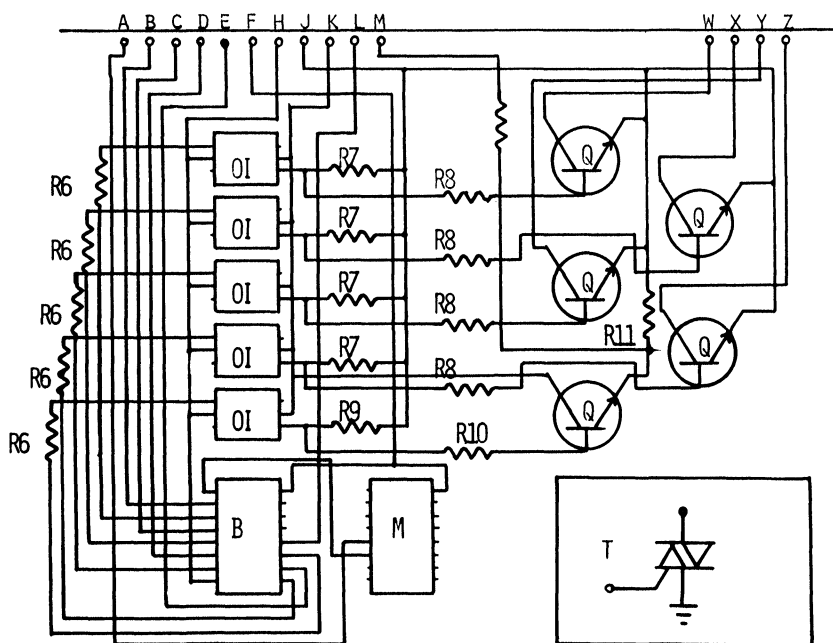 A B C D E F H J K L M W X Y Z
OI R7 Q
R6 R8
OI R7 Q
R6 R8
OI R7 Q
R6 R8 R11 Q
OI R7
R6 R8 Q
OI R9
R6 R10
B M T